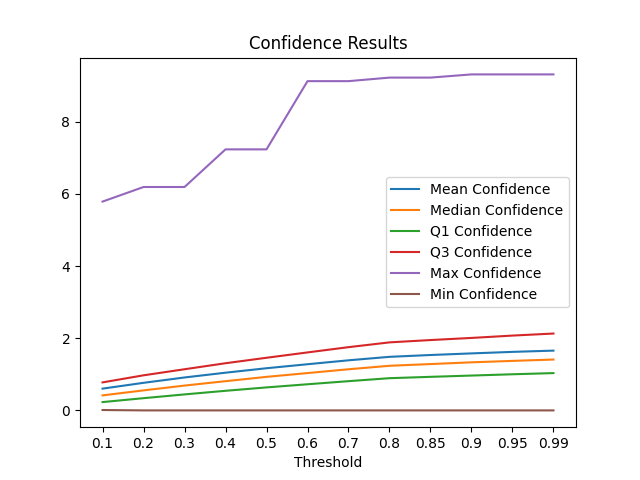 Confidence Results
8
6
4
2
0
Mean Confidence
Median Confidence
Q1 Confidence
Q3 Confidence
Max Confidence
Min Confidence
0.1 0.2 0.3 0.4 0.5 0.6 0.7 0.8 0.85 0.9 0.95 0.99
Threshold